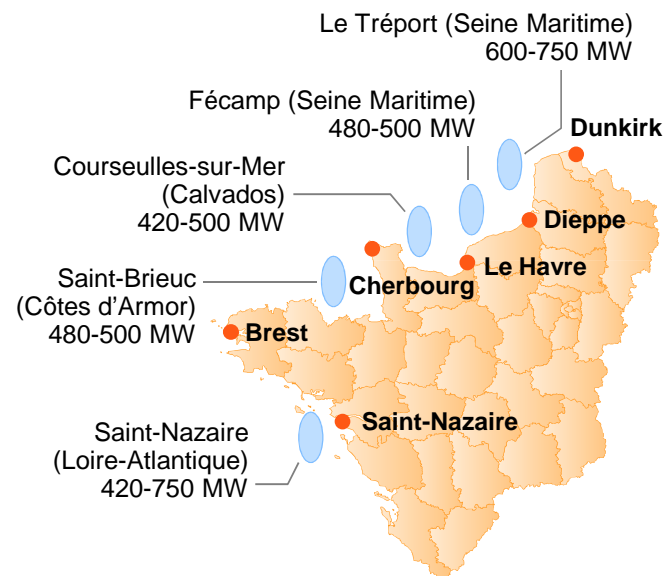 Le Tréport (Seine Maritime)
600-750 MW
Fécamp (Seine Maritime)
480-500 MW
Dunkirk
Courseulles-sur-Mer
(Calvados)
420-500 MW
Dieppe
Le Havre
Cherbourg
Saint-Brieuc
(Côtes d'Armor)
480-500 MW
Brest
Saint-Nazaire
Saint-Nazaire
(Loire-Atlantique)
420-750 MW